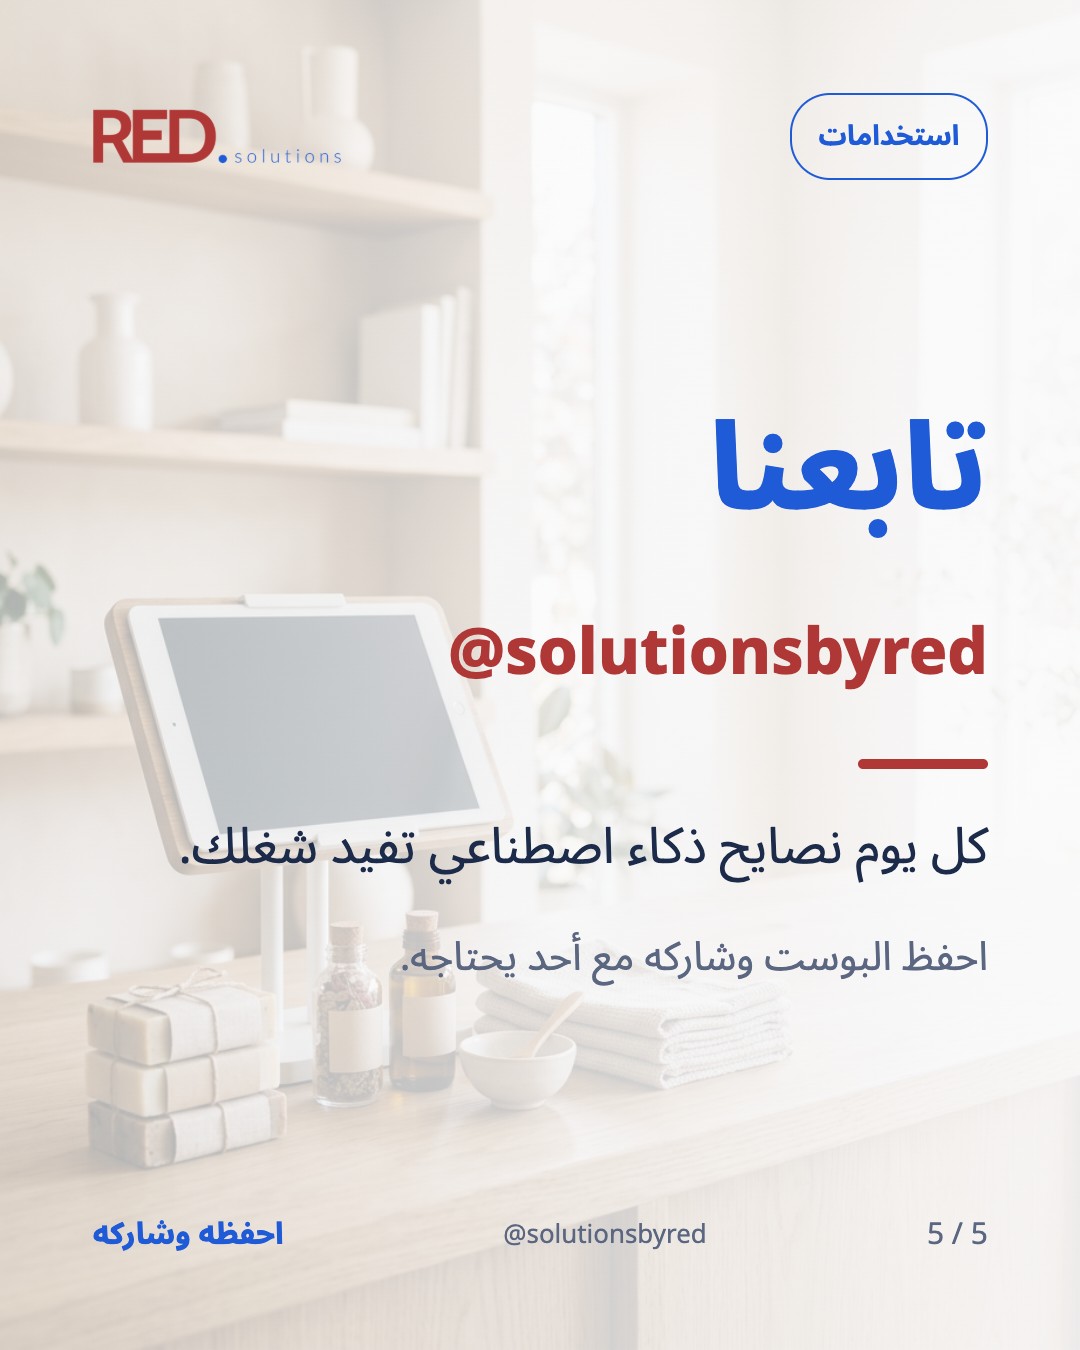 RED.solutions
استخدامات
تابعنا
@solutionsbyred
كل يوم نصايح ذكاء اصطناعي تفيد شغلك.
احفظ البوست وشاركه مع أحد يحتاجه.
احفظه وشاركه
@solutionsbyred
5 / 5